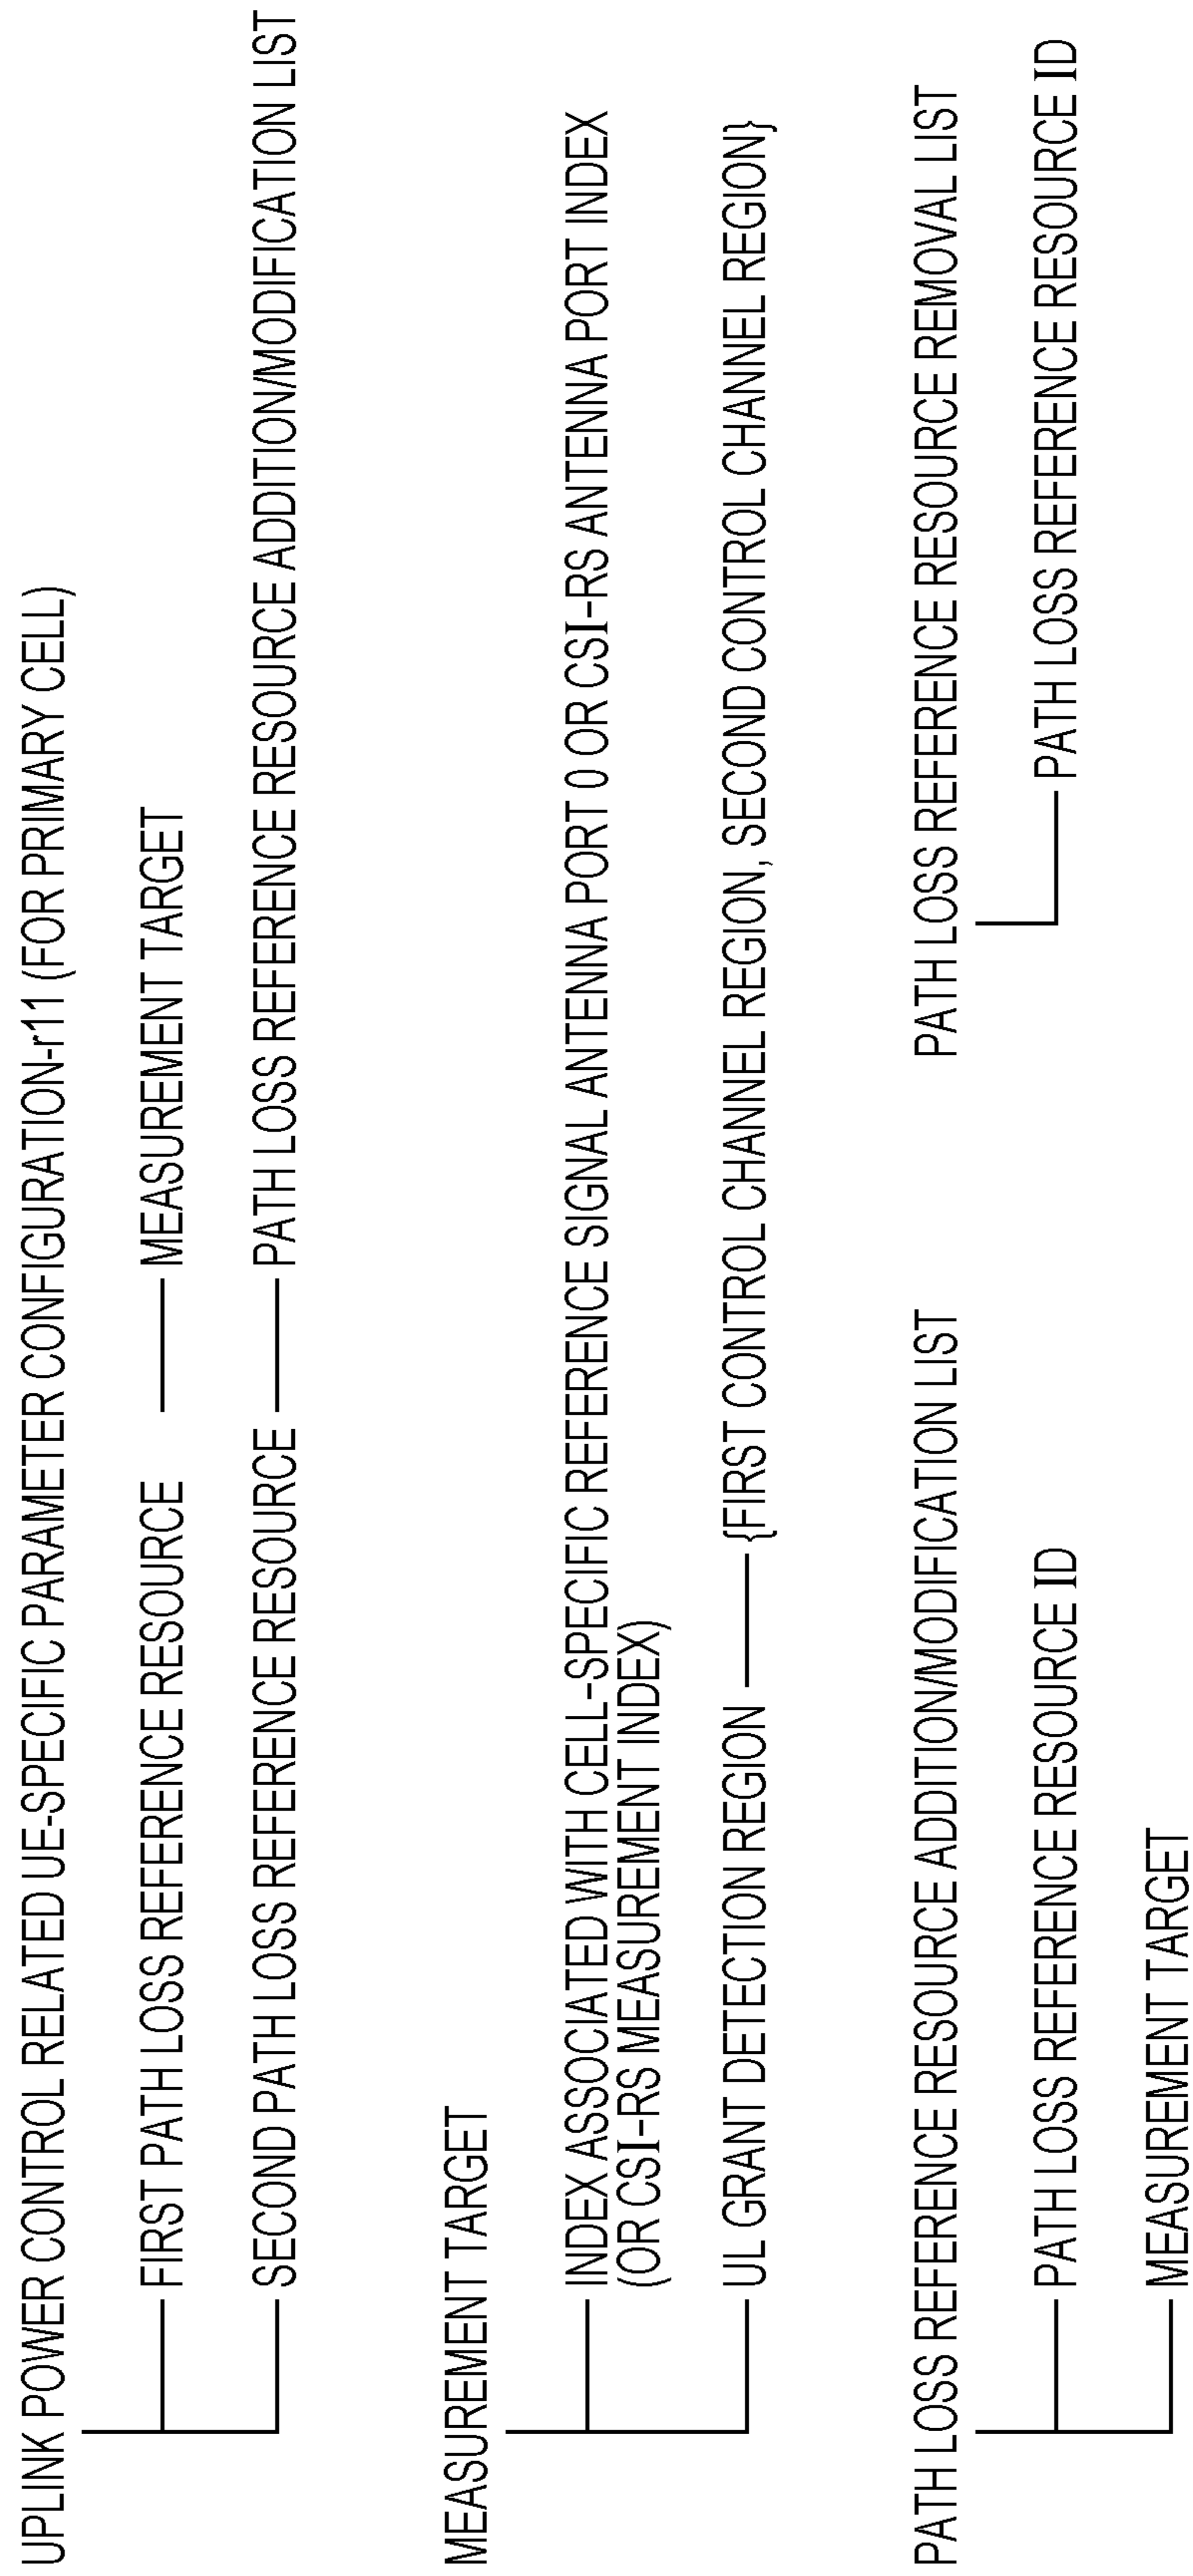 UPLINK POWER CONTROL RELATED UE-SPECIFIC PARAMETER CONFIGURATION-r11 (FOR PRIMARY CELL)
FIRST PATH LOSS REFERENCE RESOURCE MEASUREMENT TARGET
SECOND PATH LOSS REFERENCE RESOURCE PATH LOSS REFERENCE RESOURCE ADDITION/MODIFICATION LIST
MEASUREMENT TARGET
INDEX ASSOCIATED WITH CELL-SPECIFIC REFERENCE SIGNAL ANTENNA PORT 0 OR CSI-RS ANTENNA PORT INDEX
(OR CSI-RS MEASUREMENT INDEX)
UL GRANT DETECTION REGION {FIRST CONTROL CHANNEL REGION, SECOND CONTROL CHANNEL REGION}
PATH LOSS REFERENCE RESOURCE ADDITION/MODIFICATION LIST
PATH LOSS REFERENCE RESOURCE ID
MEASUREMENT TARGET
PATH LOSS REFERENCE RESOURCE REMOVAL LIST
PATH LOSS REFERENCE RESOURCE ID